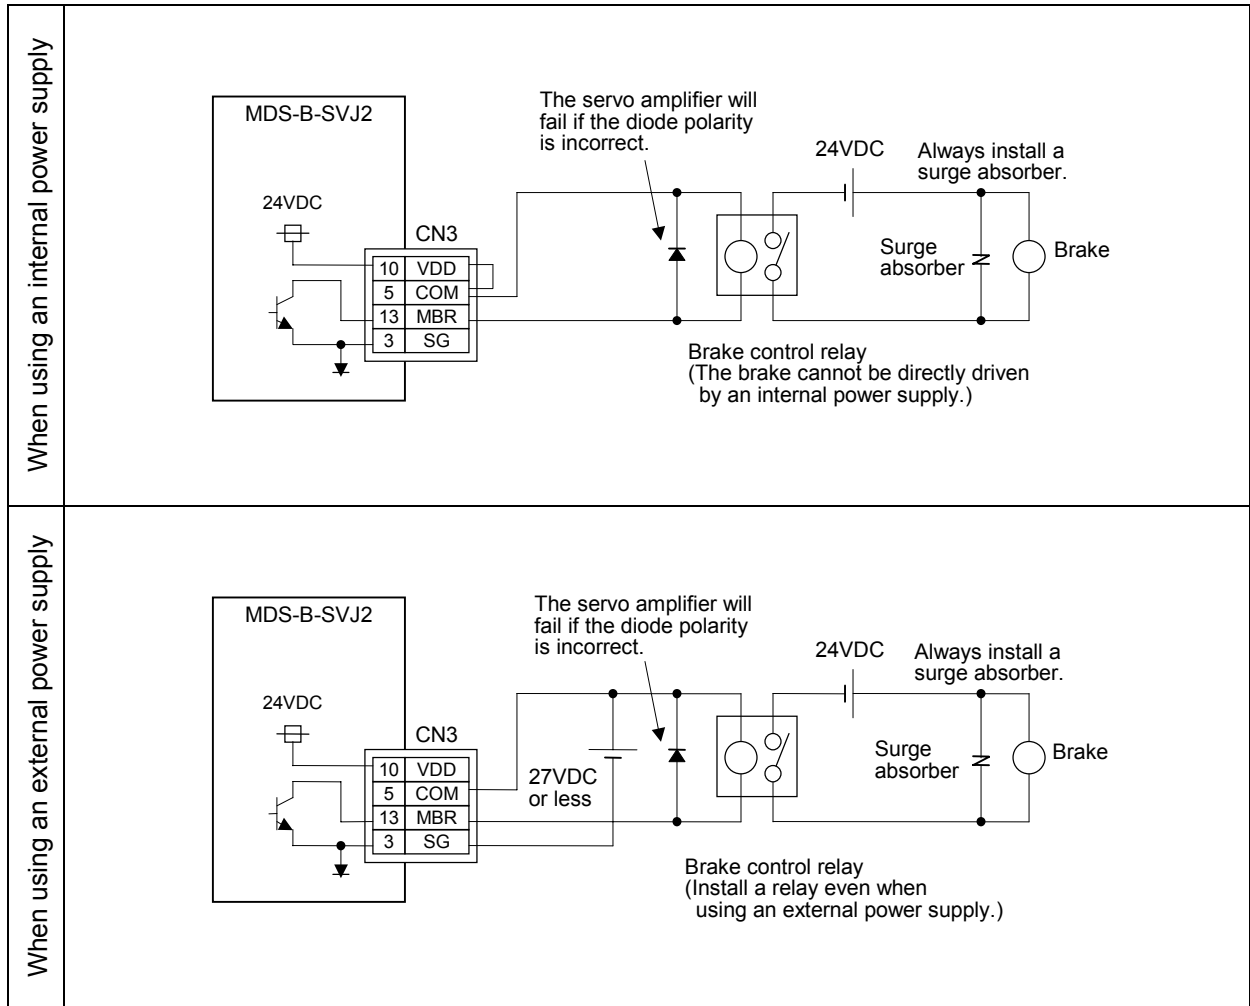 When using an internal power supply
MDS-B-SVJ2
24VDC
CN3
10 VDD
5 COM
13 MBR
3 SG
The servo amplifier will
fail if the diode polarity
is incorrect.
24VDC
Always install a
surge absorber.
Surge
absorber
Brake
Brake control relay
(The brake cannot be directly driven
by an internal power supply.)
When using an external power supply
MDS-B-SVJ2
24VDC
CN3
10 VDD
5 COM
13 MBR
3 SG
The servo amplifier will
fail if the diode polarity
is incorrect.
27VDC
or less
24VDC
Always install a
surge absorber.
Surge
absorber
Brake
Brake control relay
(Install a relay even when
using an external power supply.)